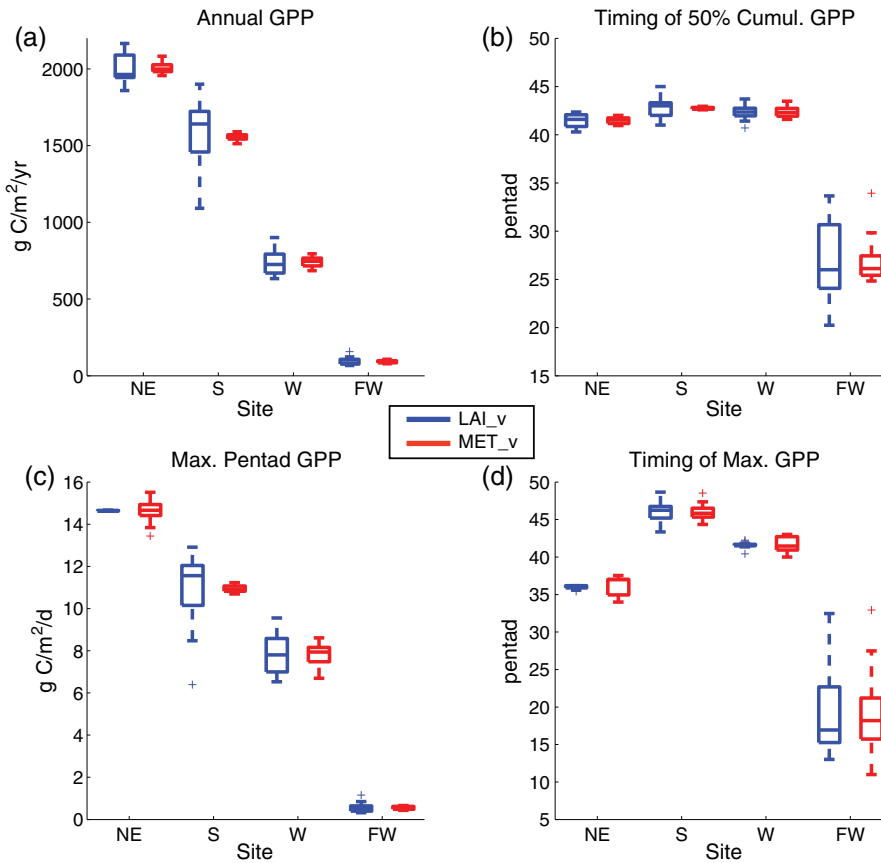 (a)
Annual GPP
2000
1500
1000
500
0
g C/m²/yr
NE S W FW
Site
(b)
Timing of 50% Cumul. GPP
50
45
40
35
30
25
20
15
pentad
NE S W FW
Site
LAI_v
MET_v
(c)
Max. Pentad GPP
16
14
12
10
8
6
4
2
0
g C/m²/d
NE S W FW
Site
(d)
Timing of Max. GPP
50
45
40
35
30
25
20
15
10
5
pentad
NE S W FW
Site